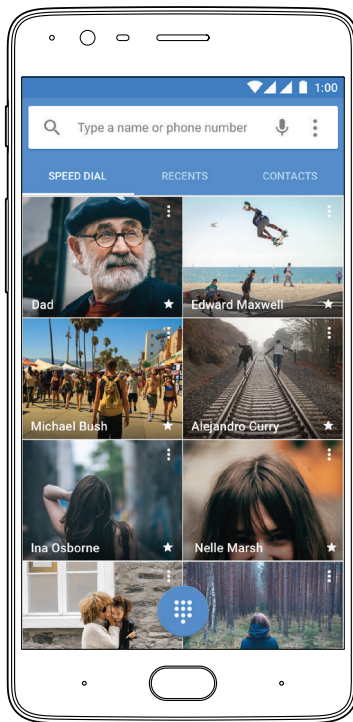 1:00
Type a name or phone number
SPEED DIAL RECENTS CONTACTS
Dad Edward Maxwell
Michael Bush Alejandro Curry
Ina Osborne Nelle Marsh